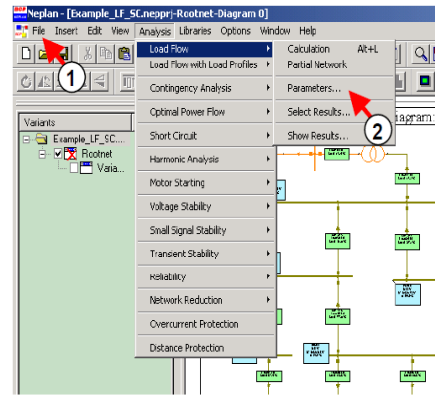 Neplan - [Example_LF_SC.nepprj-Rootnet-Diagram 0]
File Insert Edit View Analysis Libraries Options Window Help
Load Flow
Calculation Alt+L
Load Flow with Load Profiles
Partial Network
1
Contingency Analysis
Parameters...
Optimal Power Flow
Select Results...
2
Variants
Short Circuit
Show Results...
Example_LF_SC....
Rootnet
Harmonic Analysis
Varia...
Motor Starting
Voltage Stability
Small Signal Stability
Transient Stability
Reliability
Network Reduction
Overcurrent Protection
Distance Protection